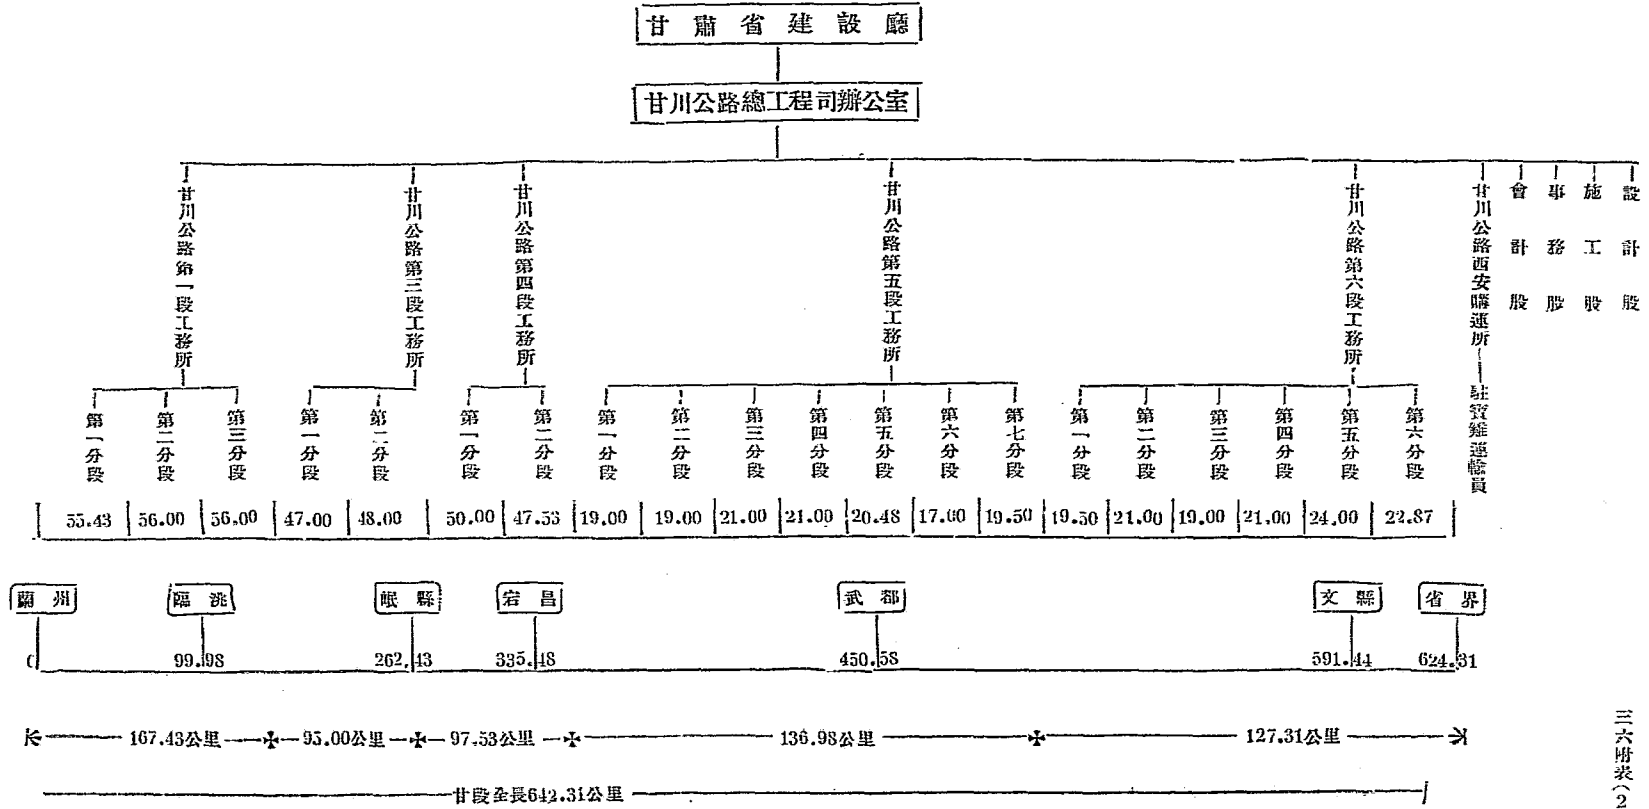 甘肅省建設廳
甘川公路總工程司辦公室
甘川公路第一段工務所
甘川公路第三段工務所
甘川公路第四段工務所
甘川公路第五段工務所
甘川公路第六段工務所
甘川公路西安購運所
駐寶雞運輸員
會計股
事務股
施工股
設計股
第一分段
第二分段
第三分段
第一分段
第二分段
第一分段
第二分段
第一分段
第二分段
第三分段
第四分段
第五分段
第六分段
第七分段
第一分段
第二分段
第三分段
第四分段
第五分段
第六分段
55.43 56.00 56.00 47.00 48.00 50.00 47.53 19.00 19.00 21.00 21.00 20.48 17.00 19.50 19.50 21.00 19.00 21.00 24.00 22.87
蘭州 臨洮 岷縣 宕昌 武都 文縣 省界
0 99.98 262.43 335.48 450.58 591.44 624.31
167.43公里 95.00公里 97.53公里 136.98公里 127.31公里
甘段全長642.31公里
三六附表(2